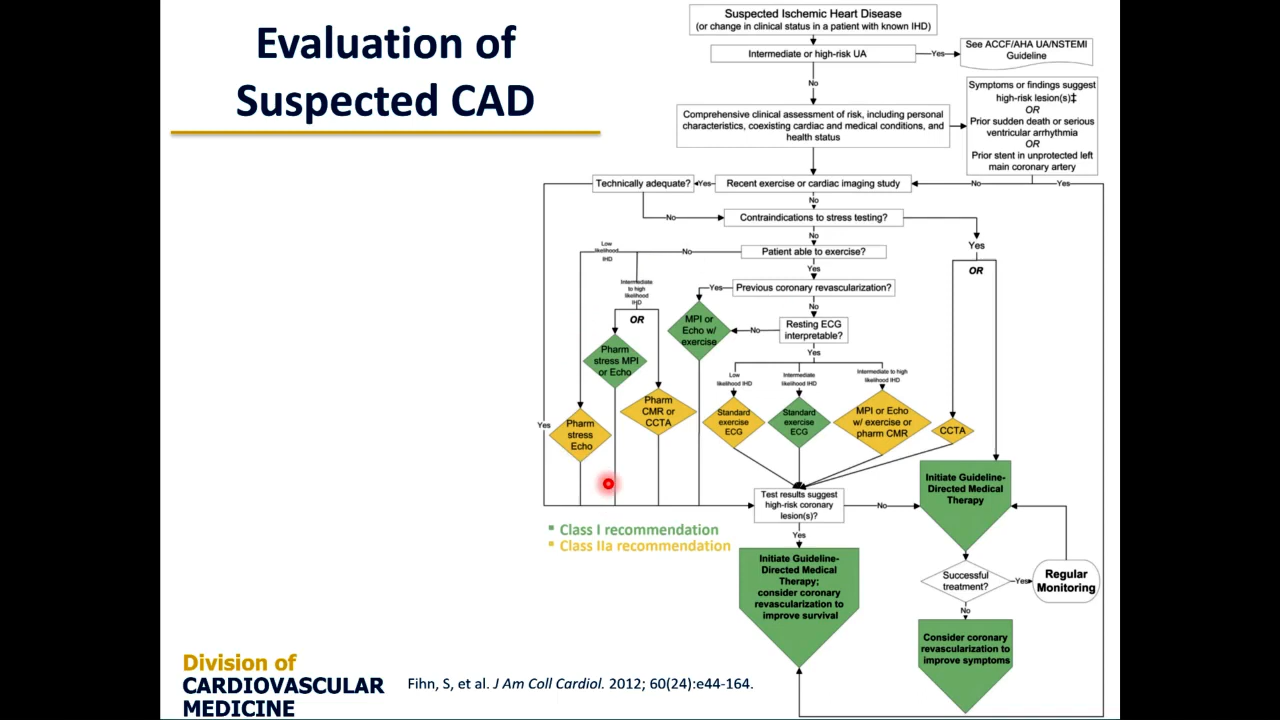 Evaluation of
Suspected CAD
Suspected Ischemic Heart Disease
(or change in clinical status in a patient with known IHD)
Intermediate or high-risk UA
Yes
See ACCF/AHA UA/NSTEMI
Guideline
No
Comprehensive clinical assessment of risk, including personal
characteristics, coexisting cardiac and medical conditions, and
health status
Symptoms or findings suggest
high-risk lesion(s)‡
OR
Prior sudden death or serious
ventricular arrhythmia
OR
Prior stent in unprotected left
main coronary artery
Technically adequate?
Yes
Recent exercise or cardiac imaging study
No
Yes
No
No
Contraindications to stress testing?
No
Yes
OR
Low
likelihood
IHD
No
Patient able to exercise?
Yes
Intermediate
to high
likelihood
IHD
OR
Yes
Previous coronary revascularization?
No
MPI or
Echo w/
exercise
No
Resting ECG
interpretable?
Yes
Pharm
stress MPI
or Echo
Low
likelihood IHD
Intermediate
likelihood IHD
Intermediate to high
likelihood IHD
Yes
Pharm
stress
Echo
Pharm
CMR or
CCTA
Standard
exercise
ECG
Standard
exercise
ECG
MPI or Echo
w/ exercise or
pharm CMR
CCTA
Test results suggest
high-risk coronary
lesion(s)?
No
Initiate Guideline-
Directed Medical
Therapy
Yes
▪ Class I recommendation
▪ Class IIa recommendation
Initiate Guideline-
Directed Medical
Therapy;
consider coronary
revascularization to
improve survival
Successful
treatment?
Yes
Regular
Monitoring
No
Consider coronary
revascularization to
improve symptoms
Division of
CARDIOVASCULAR
MEDICINE
Fihn, S, et al. J Am Coll Cardiol. 2012; 60(24):e44-164.